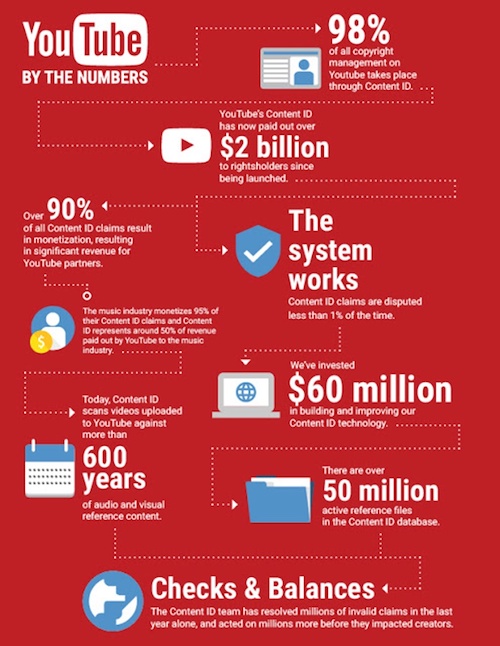 YouTube
BY THE NUMBERS
98%
of all copyright
management on
Youtube takes place
through Content ID.
YouTube's Content ID
has now paid out over
$2 billion
to rightsholders since
being launched.
Over 90%
of all Content ID claims result
in monetization, resulting
in significant revenue for
YouTube partners.
The
system
works
Content ID claims are disputed
less than 1% of the time.
The music industry monetizes 95% of
their Content ID claims and Content
ID represents around 50% of revenue
paid out by YouTube to the music
industry.
$
We've invested
$60 million
in building and improving our
Content ID technology.
Today, Content ID
scans videos uploaded
to YouTube against
more than
600
years
of audio and visual
reference content.
There are over
50 million
active reference files
in the Content ID database.
Checks & Balances
The Content ID team has resolved millions of invalid claims in the last
year alone, and acted on millions more before they impacted creators.